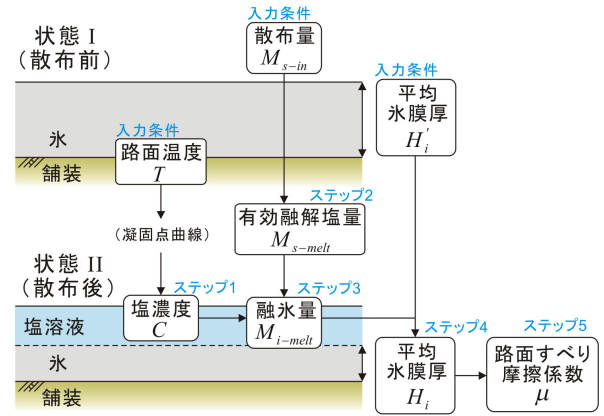 状態 I
（散布前）
入力条件
散布量
M s-in
入力条件
平均
氷膜厚
H i '
氷
入力条件
路面温度
T
舗装
ステップ2
有効融解塩量
M s-melt
(凝固点曲線)
状態 II
（散布後）
ステップ1
塩濃度
C
ステップ3
融氷量
M i-melt
塩溶液
氷
舗装
ステップ4
平均
氷膜厚
H i
ステップ5
路面すべり
摩擦係数
μ